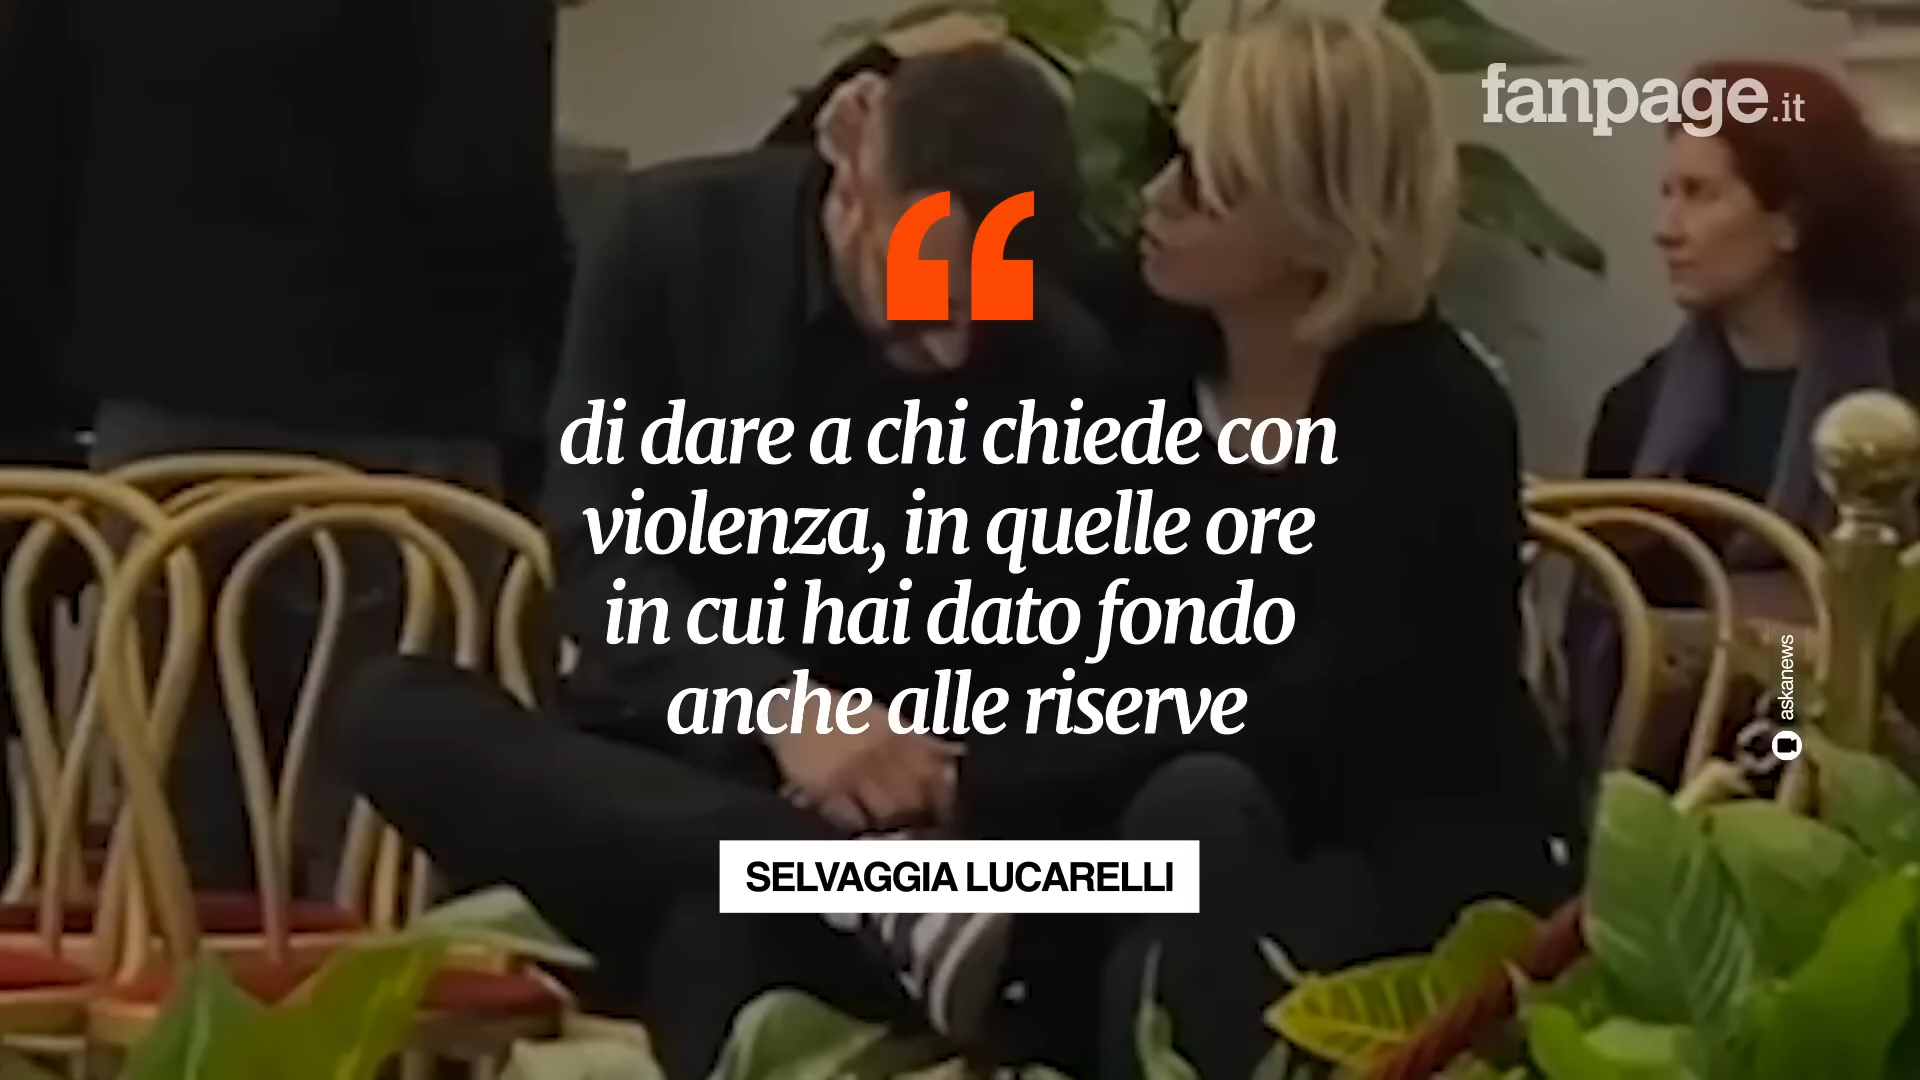 fanpage.it
“
di dare a chi chiede con
violenza, in quelle ore
in cui hai dato fondo
anche alle riserve
askanews
SELVAGGIA LUCARELLI